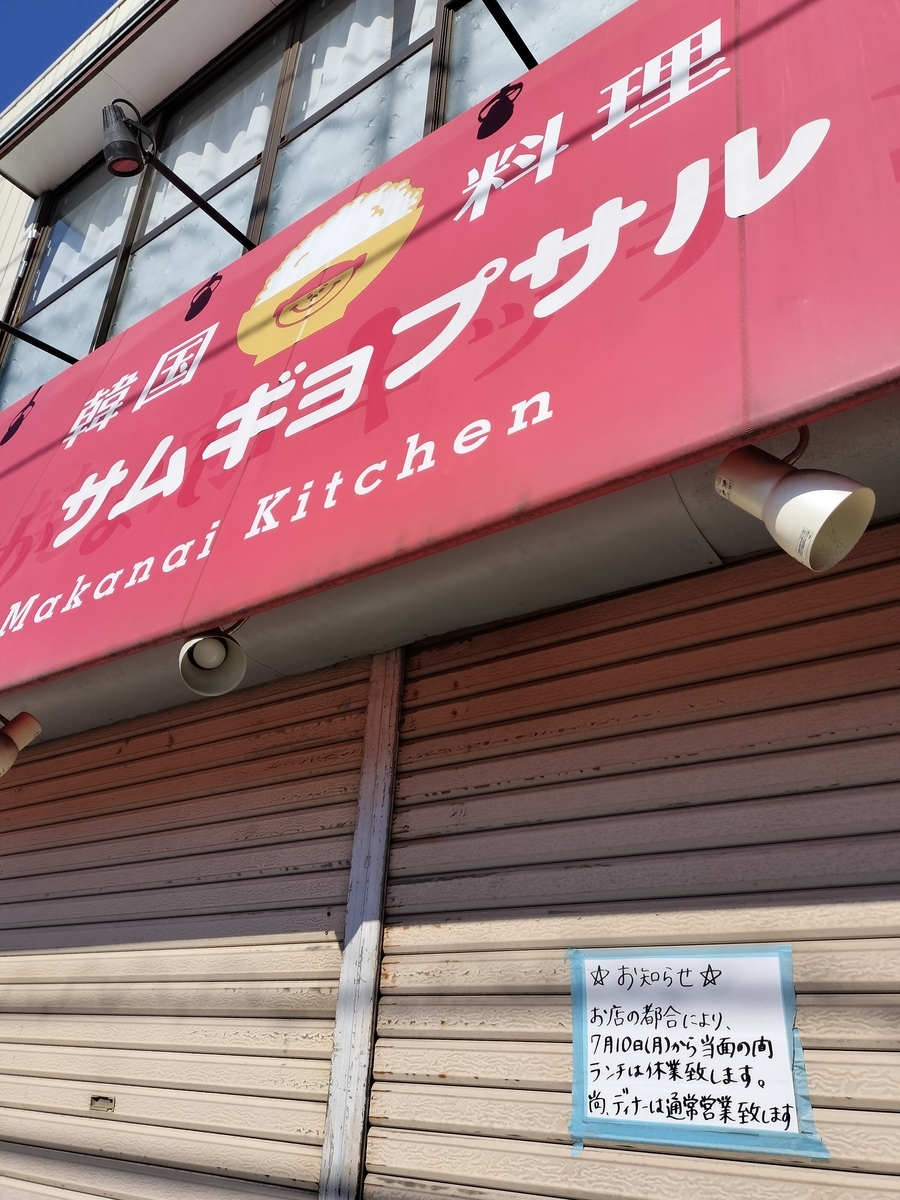 韓国
料理
サムギョプサル
Makanai Kitchen
☆お知らせ☆
お店の都合により、
7月10日(月)から当面の間
ランチは休業致します。
尚、ディナーは通常営業致します